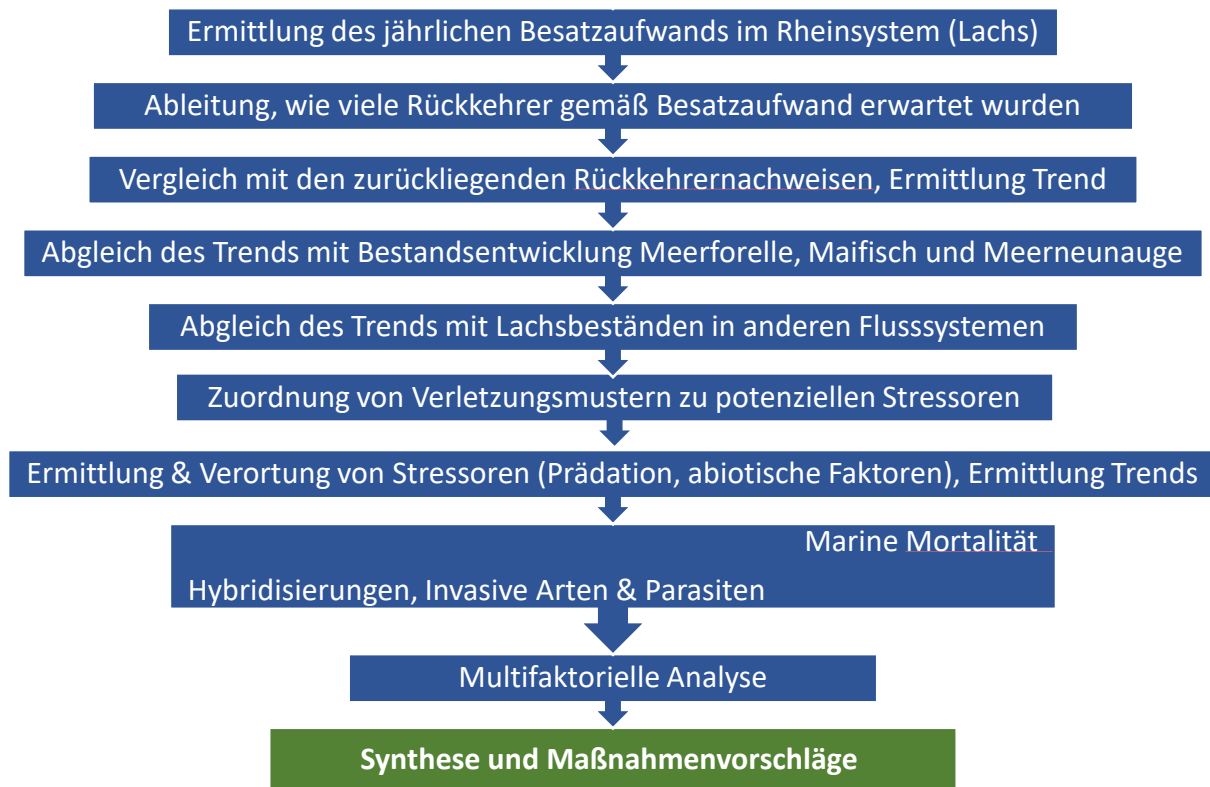 Ermittlung des jährlichen Besatzaufwands im Rheinsystem (Lachs)
Ableitung, wie viele Rückkehrer gemäß Besatzaufwand erwartet wurden
Vergleich mit den zurückliegenden Rückkehrernachweisen, Ermittlung Trend
Abgleich des Trends mit Bestandsentwicklung Meerforelle, Maifisch und Meerneunauge
Abgleich des Trends mit Lachsbeständen in anderen Flusssystemen
Zuordnung von Verletzungsmustern zu potenziellen Stressoren
Ermittlung & Verortung von Stressoren (Prädation, abiotische Faktoren), Ermittlung Trends
Marine Mortalität
Hybridisierungen, Invasive Arten & Parasiten
Multifaktorielle Analyse
Synthese und Maßnahmenvorschläge